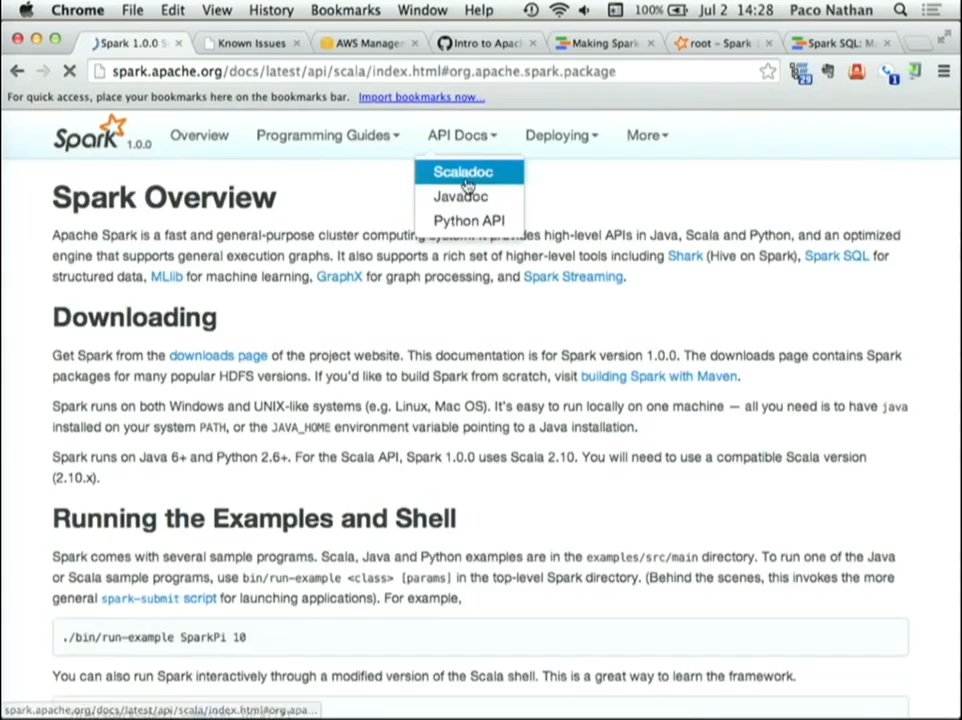 Chrome File Edit View History Bookmarks Window Help 100% Jul 2 14:28 Paco Nathan
Spark 1.0.0 Known Issues AWS Manager Intro to Apac Making Spark root – Spark Spark SQL: M
spark.apache.org/docs/latest/api/scala/index.html#org.apache.spark.package 29 1
For quick access, place your bookmarks here on the bookmarks bar. Import bookmarks now...
Spark 1.0.0 Overview Programming Guides API Docs Deploying More
Scaladoc
Javadoc
Python API
Spark Overview
Apache Spark is a fast and general-purpose cluster computing high-level APIs in Java, Scala and Python, and an optimized
engine that supports general execution graphs. It also supports a rich set of higher-level tools including Shark (Hive on Spark), Spark SQL for
structured data, MLlib for machine learning, GraphX for graph processing, and Spark Streaming.
Downloading
Get Spark from the downloads page of the project website. This documentation is for Spark version 1.0.0. The downloads page contains Spark
packages for many popular HDFS versions. If you'd like to build Spark from scratch, visit building Spark with Maven.
Spark runs on both Windows and UNIX-like systems (e.g. Linux, Mac OS). It's easy to run locally on one machine — all you need is to have java
installed on your system PATH, or the JAVA_HOME environment variable pointing to a Java installation.
Spark runs on Java 6+ and Python 2.6+. For the Scala API, Spark 1.0.0 uses Scala 2.10. You will need to use a compatible Scala version
(2.10.x).
Running the Examples and Shell
Spark comes with several sample programs. Scala, Java and Python examples are in the examples/src/main directory. To run one of the Java
or Scala sample programs, use bin/run-example <class> [params] in the top-level Spark directory. (Behind the scenes, this invokes the more
general spark-submit script for launching applications). For example,
./bin/run-example SparkPi 10
You can also run Spark interactively through a modified version of the Scala shell. This is a great way to learn the framework.
spark.apache.org/docs/latest/api/scala/index.html#org.apa...